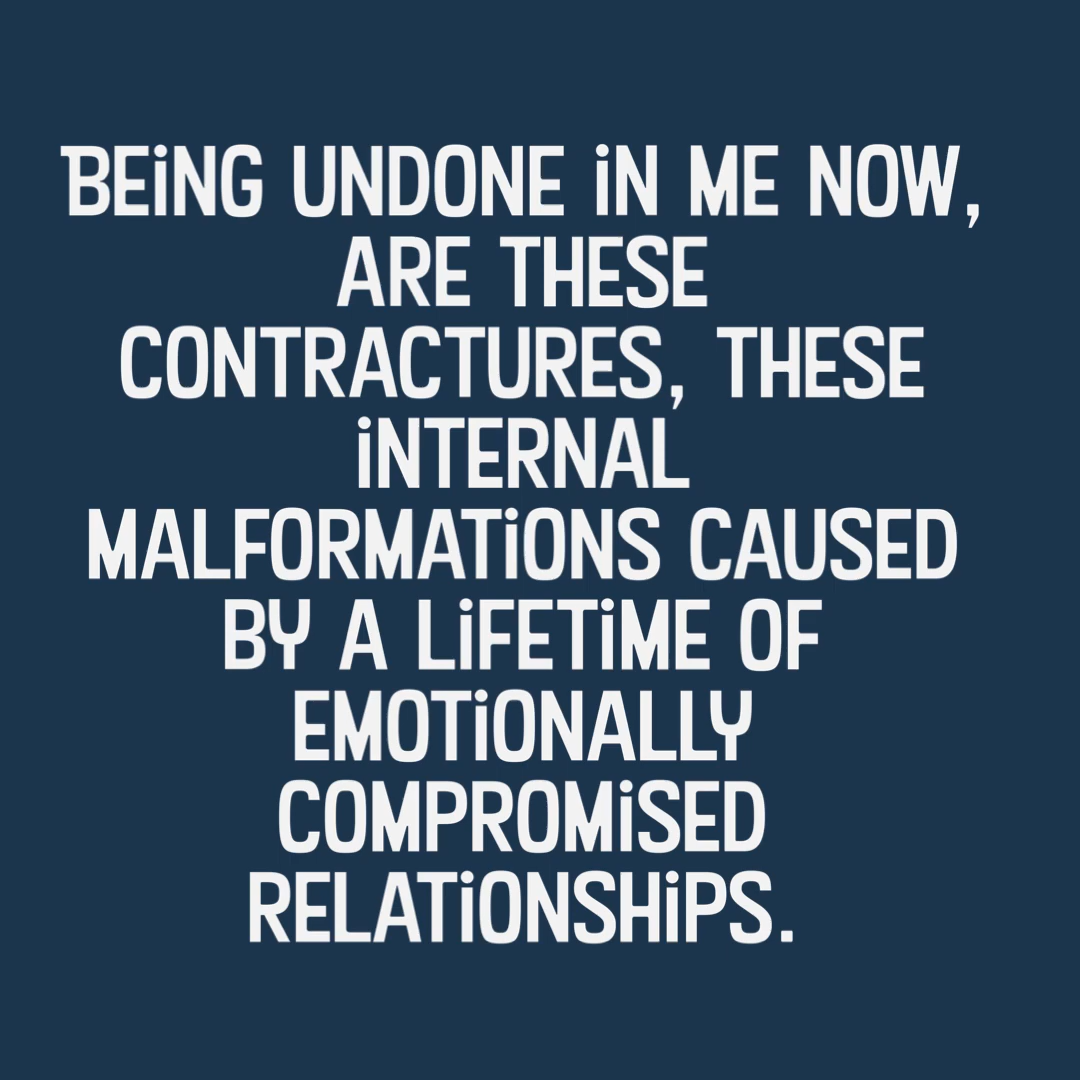 BEiNG UNDONE iN ME NOW,
ARE THESE
CONTRACTURES, THESE
iNTERNAL
MALFORMATiONS CAUSED
BY A LiFETiME OF
EMOTiONALLY
COMPROMiSED
RELATiONSHiPS.